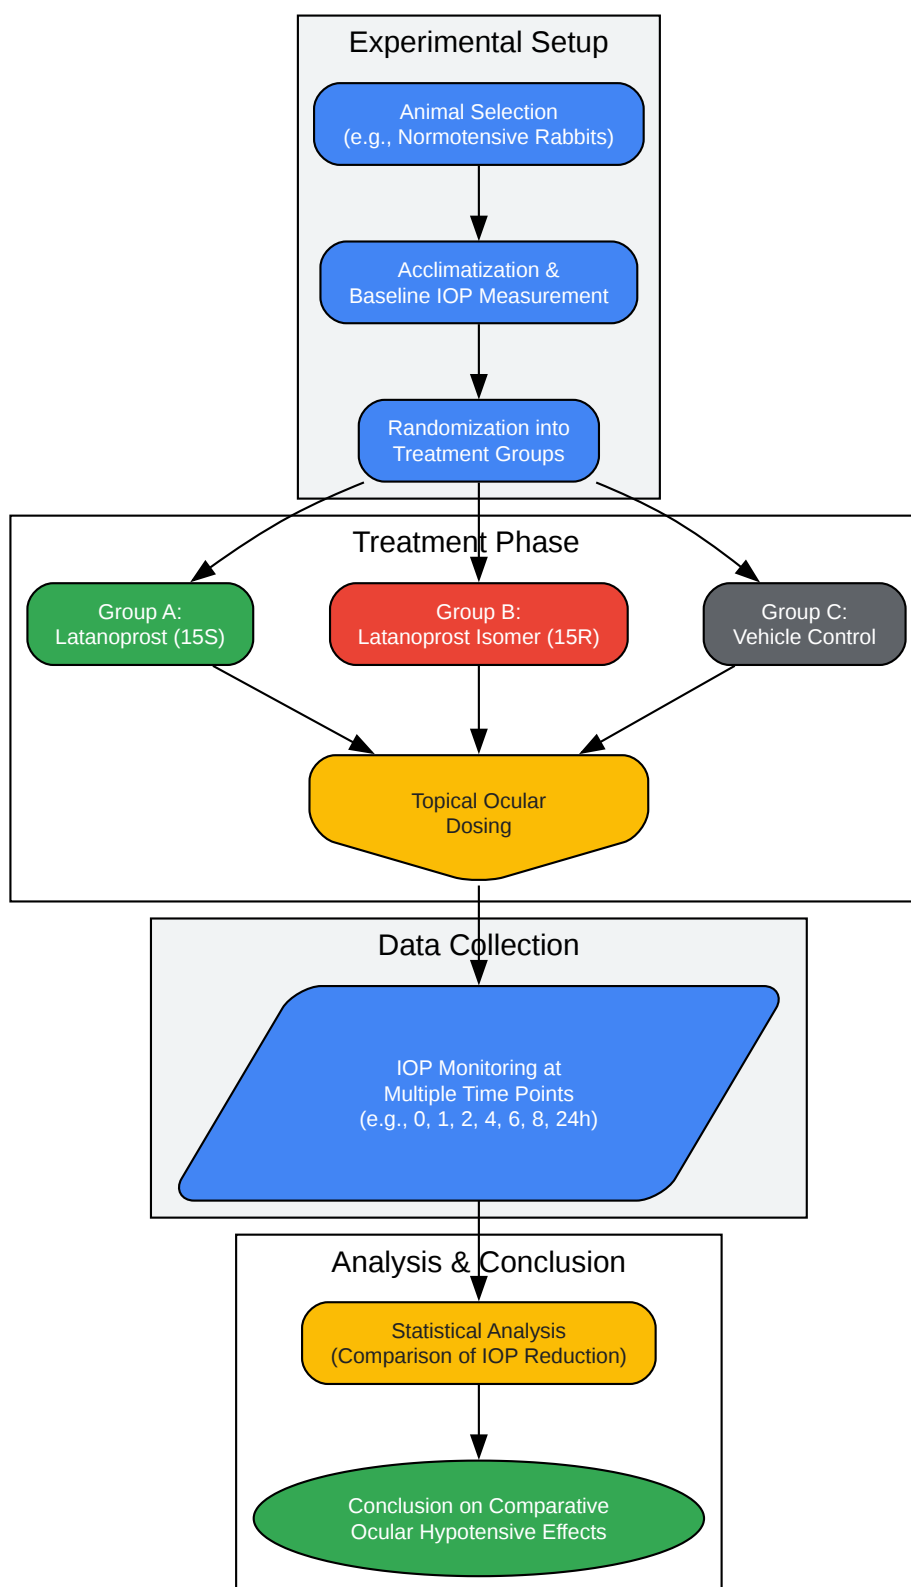 Experimental Setup
Animal Selection
(e.g., Normotensive Rabbits)
Acclimatization &
Baseline IOP Measurement
Randomization into
Treatment Groups
Treatment Phase
Group A:
Latanoprost (15S)
Group B:
Latanoprost Isomer (15R)
Group C:
Vehicle Control
Topical Ocular
Dosing
Data Collection
IOP Monitoring at
Multiple Time Points
(e.g., 0, 1, 2, 4, 6, 8, 24h)
Analysis & Conclusion
Statistical Analysis
(Comparison of IOP Reduction)
Conclusion on Comparative
Ocular Hypotensive Effects